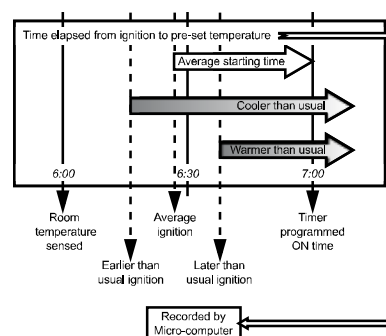 Time elapsed from ignition to pre-set temperature
Average starting time
Cooler than usual
Warmer than usual
6:00
6:30
7:00
Room
temperature
sensed
Average
ignition
Timer
programmed
ON time
Earlier than
usual ignition
Later than
usual ignition
Recorded by
Micro-computer